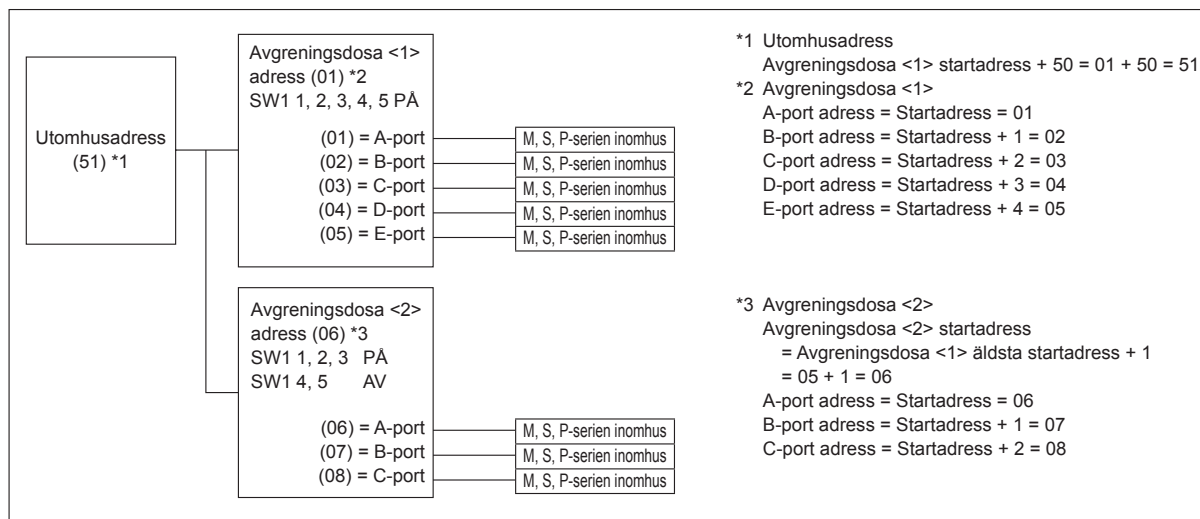 Utomhusadress
(51) *1
Avgreningsdosa <1>
adress (01) *2
SW1 1, 2, 3, 4, 5 PÅ
(01) = A-port
(02) = B-port
(03) = C-port
(04) = D-port
(05) = E-port
M, S, P-serien inomhus
M, S, P-serien inomhus
M, S, P-serien inomhus
M, S, P-serien inomhus
M, S, P-serien inomhus
Avgreningsdosa <2>
adress (06) *3
SW1 1, 2, 3 PÅ
SW1 4, 5 AV
(06) = A-port
(07) = B-port
(08) = C-port
M, S, P-serien inomhus
M, S, P-serien inomhus
M, S, P-serien inomhus
*1 Utomhusadress
Avgreningsdosa <1> startadress + 50 = 01 + 50 = 51
*2 Avgreningsdosa <1>
A-port adress = Startadress = 01
B-port adress = Startadress + 1 = 02
C-port adress = Startadress + 2 = 03
D-port adress = Startadress + 3 = 04
E-port adress = Startadress + 4 = 05
*3 Avgreningsdosa <2>
Avgreningsdosa <2> startadress
= Avgreningsdosa <1> äldsta startadress + 1
= 05 + 1 = 06
A-port adress = Startadress = 06
B-port adress = Startadress + 1 = 07
C-port adress = Startadress + 2 = 08